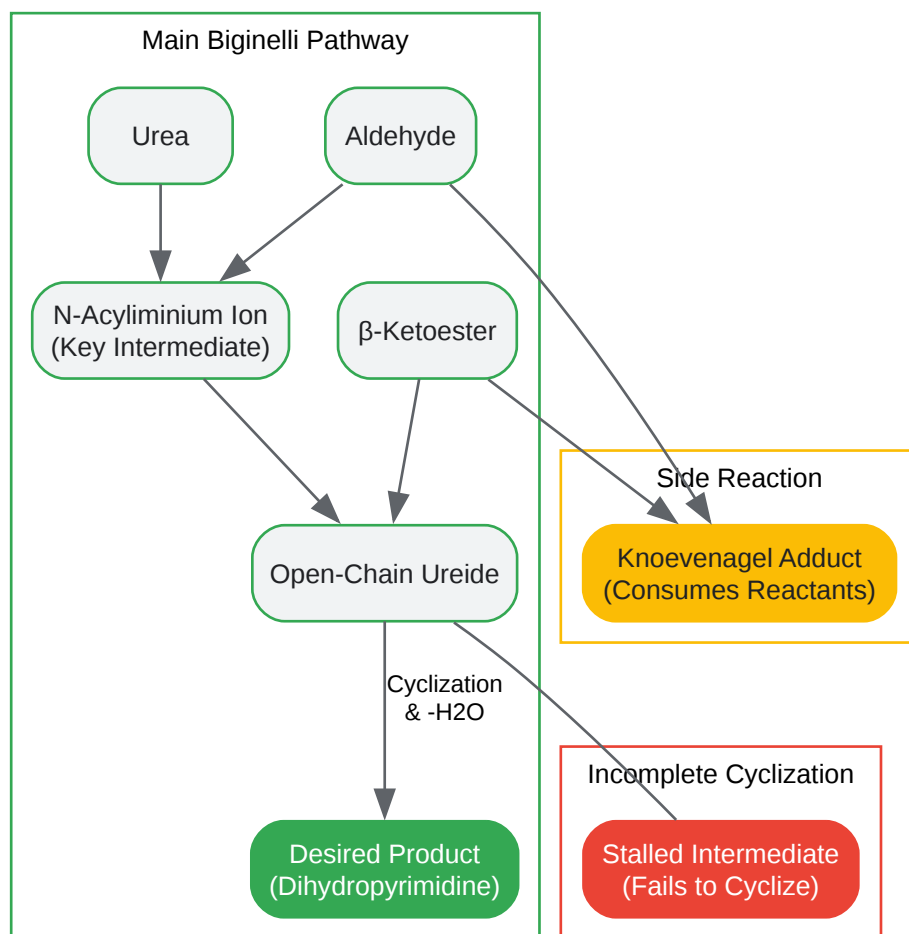 Main Biginelli Pathway
Urea
Aldehyde
N-Acyliminium Ion
(Key Intermediate)
β-Ketoester
Side Reaction
Knoevenagel Adduct
(Consumes Reactants)
Open-Chain Ureide
Cyclization
& -H2O
Incomplete Cyclization
Desired Product
(Dihydropyrimidine)
Stalled Intermediate
(Fails to Cyclize)